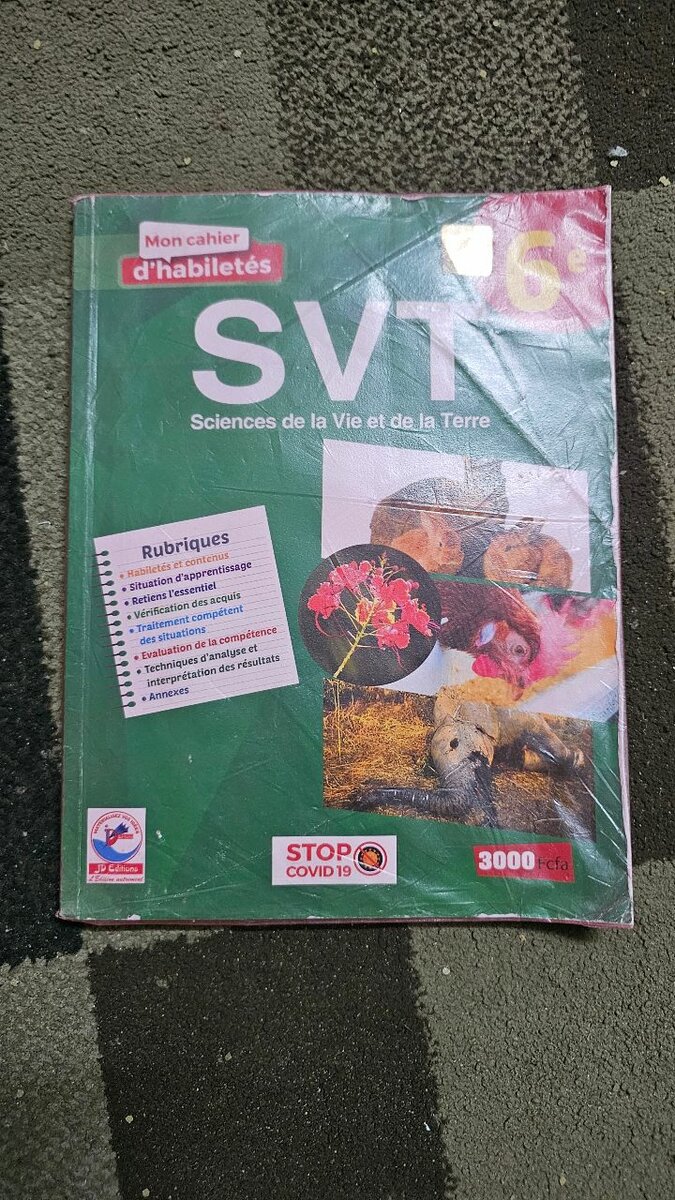 Mon cahier
d'habiletés
6e
SVT
Sciences de la Vie et de la Terre
Rubriques
• Habiletés et contenus
• Situation d'apprentissage
• Retiens l'essentiel
• Vérification des acquis
• Traitement compétent
des situations
• Evaluation de la compétence
• Techniques d'analyse et
interprétation des résultats
• Annexes
JD Editions
L'Edition autrement
STOP
COVID 19
3000 Fcfa